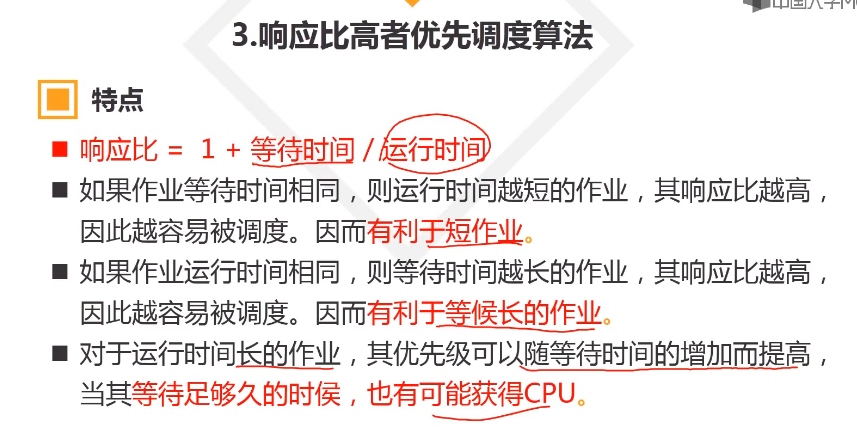 3.响应比高者优先调度算法
特点
响应比 = 1 + 等待时间 / 运行时间
如果作业等待时间相同，则运行时间越短的作业，其响应比越高，
因此越容易被调度。因而有利于短作业。
如果作业运行时间相同，则等待时间越长的作业，其响应比越高，
因此越容易被调度。因而有利于等候长的作业。
对于运行时间长的作业，其优先级可以随等待时间的增加而提高，
当其等待足够久的时候，也有可能获得CPU。